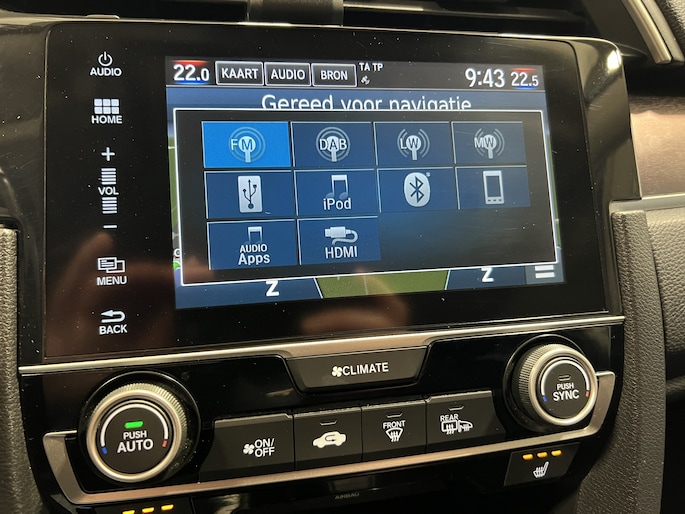 AUDIO
22.0 KAART AUDIO BRON TA TP 9:43 22.5
Gereed voor navigatie
HOME
FM DAB LW MW
+
VOL
-
iPod
AUDIO Apps
HDMI
MENU
Z Z
BACK
CLIMATE
PUSH AUTO
ON/OFF
FRONT
REAR
PUSH SYNC
AIRBAG